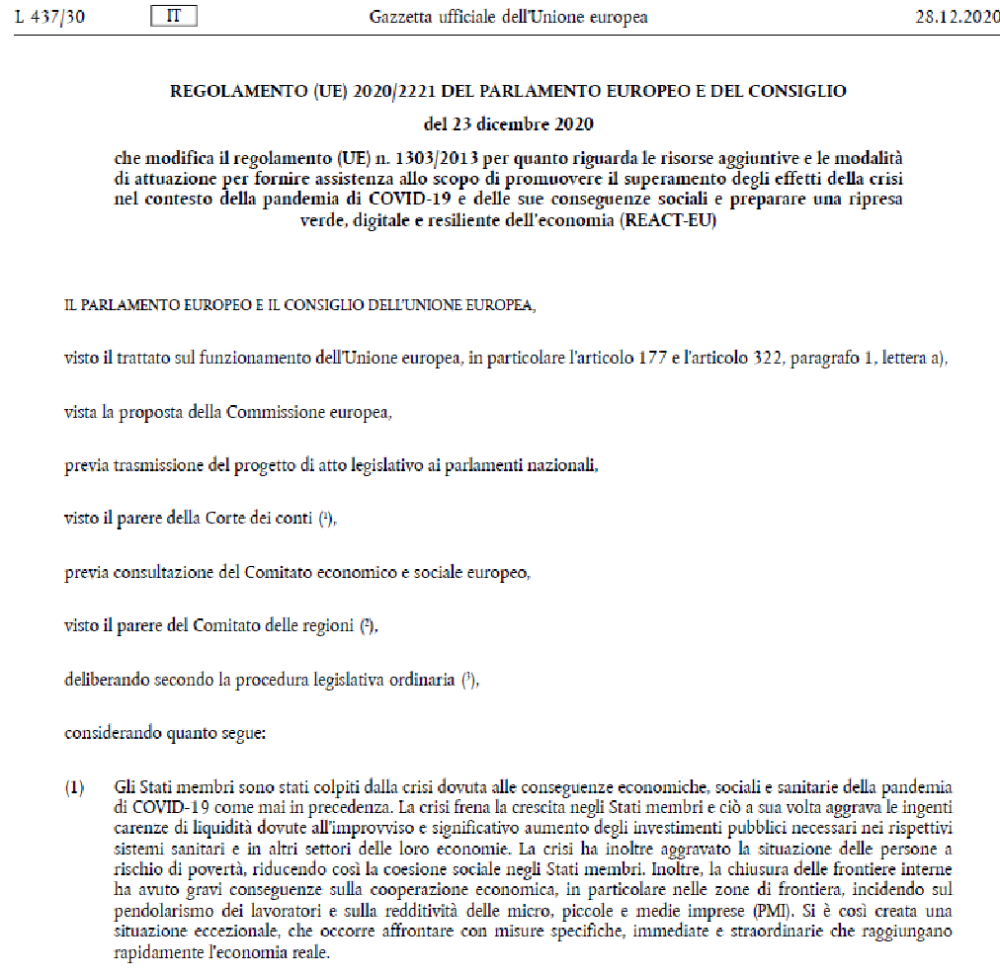 L 437/30 IT Gazzetta ufficiale dell'Unione europea 28.12.2020
REGOLAMENTO (UE) 2020/2221 DEL PARLAMENTO EUROPEO E DEL CONSIGLIO
del 23 dicembre 2020
che modifica il regolamento (UE) n. 1303/2013 per quanto riguarda le risorse aggiuntive e le modalità
di attuazione per fornire assistenza allo scopo di promuovere il superamento degli effetti della crisi
nel contesto della pandemia di COVID-19 e delle sue conseguenze sociali e preparare una ripresa
verde, digitale e resiliente dell'economia (REACT-EU)
IL PARLAMENTO EUROPEO E IL CONSIGLIO DELL'UNIONE EUROPEA,
visto il trattato sul funzionamento dell'Unione europea, in particolare l'articolo 177 e l'articolo 322, paragrafo 1, lettera a),
vista la proposta della Commissione europea,
previa trasmissione del progetto di atto legislativo ai parlamenti nazionali,
visto il parere della Corte dei conti (¹),
previa consultazione del Comitato economico e sociale europeo,
visto il parere del Comitato delle regioni (²),
deliberando secondo la procedura legislativa ordinaria (³),
considerando quanto segue:
(1) Gli Stati membri sono stati colpiti dalla crisi dovuta alle conseguenze economiche, sociali e sanitarie della pandemia
di COVID-19 come mai in precedenza. La crisi frena la crescita negli Stati membri e ciò a sua volta aggrava le ingenti
carenze di liquidità dovute all'improvviso e significativo aumento degli investimenti pubblici necessari nei rispettivi
sistemi sanitari e in altri settori delle loro economie. La crisi ha inoltre aggravato la situazione delle persone a
rischio di povertà, riducendo così la coesione sociale negli Stati membri. Inoltre, la chiusura delle frontiere interne
ha avuto gravi conseguenze sulla cooperazione economica, in particolare nelle zone di frontiera, incidendo sul
pendolarismo dei lavoratori e sulla redditività delle micro, piccole e medie imprese (PMI). Si è così creata una
situazione eccezionale, che occorre affrontare con misure specifiche, immediate e straordinarie che raggiungano
rapidamente l'economia reale.